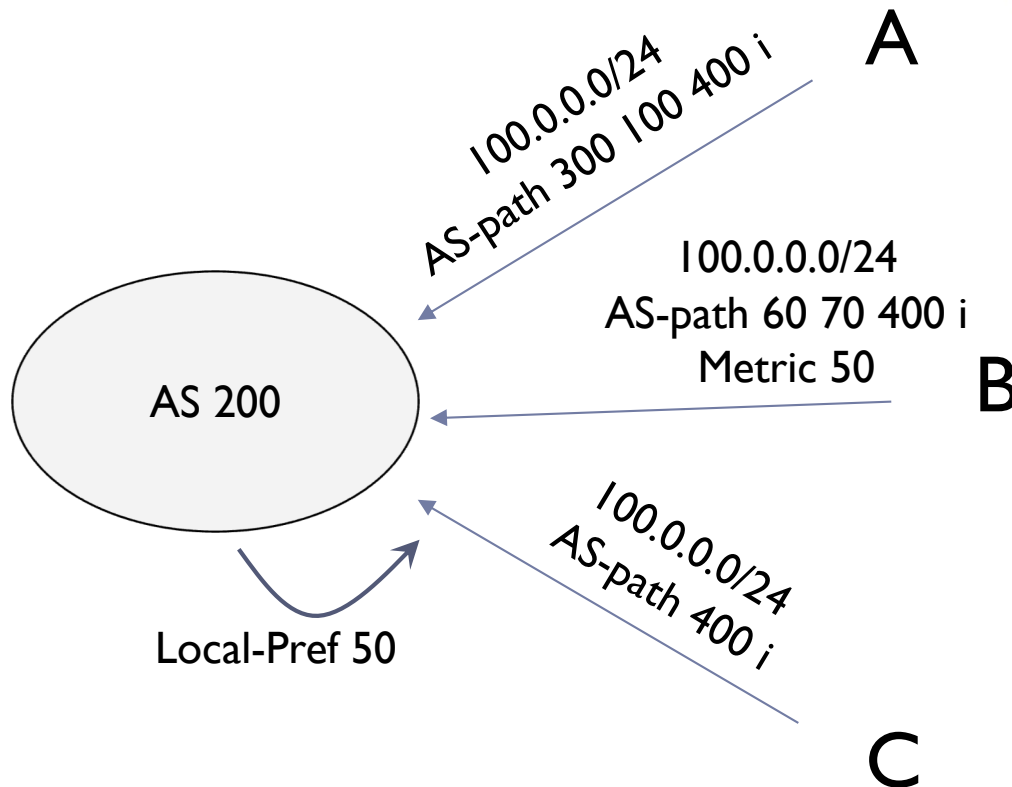 A
100.0.0.0/24
AS-path 300 100 400 i
100.0.0.0/24
AS-path 60 70 400 i
Metric 50
B
AS 200
100.0.0.0/24
AS-path 400 i
Local-Pref 50
C